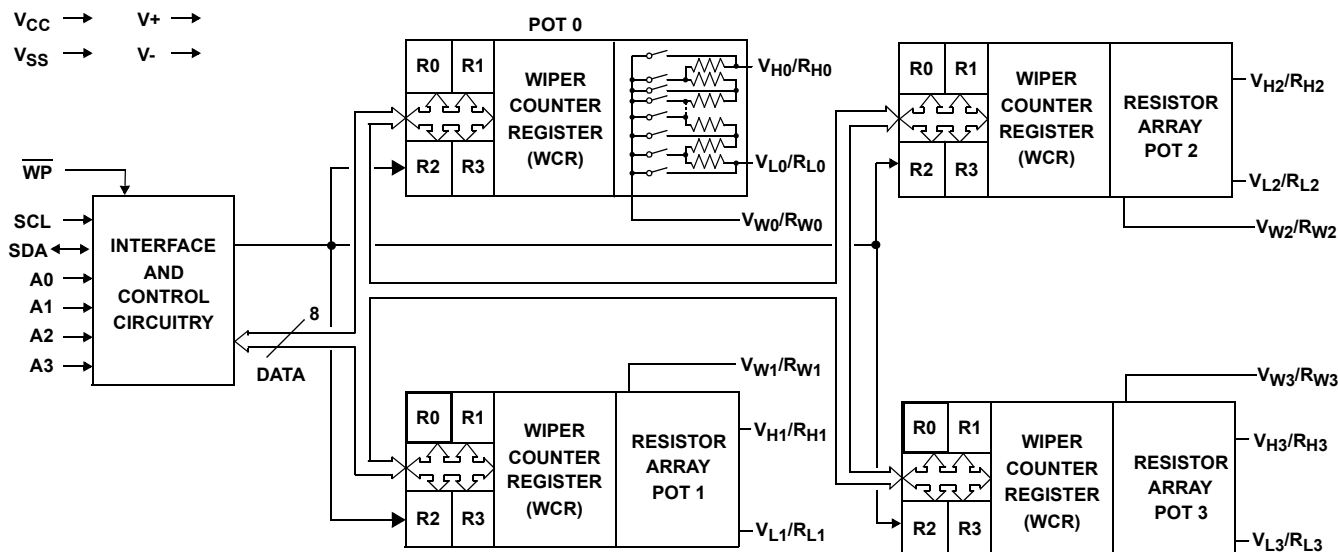 VCC V+
VSS V-
WP
SCL
SDA
A0
A1
A2
A3
INTERFACE
AND
CONTROL
CIRCUITRY
8
DATA
POT 0
R0 R1
R2 R3
WIPER
COUNTER
REGISTER
(WCR)
VH0/RH0
VL0/RL0
VW0/RW0
R0 R1
R2 R3
WIPER
COUNTER
REGISTER
(WCR)
RESISTOR
ARRAY
POT 2
VH2/RH2
VL2/RL2
VW2/RW2
R0 R1
R2 R3
WIPER
COUNTER
REGISTER
(WCR)
RESISTOR
ARRAY
POT 1
VW1/RW1
VH1/RH1
VL1/RL1
R0 R1
R2 R3
WIPER
COUNTER
REGISTER
(WCR)
RESISTOR
ARRAY
POT 3
VW3/RW3
VH3/RH3
VL3/RL3